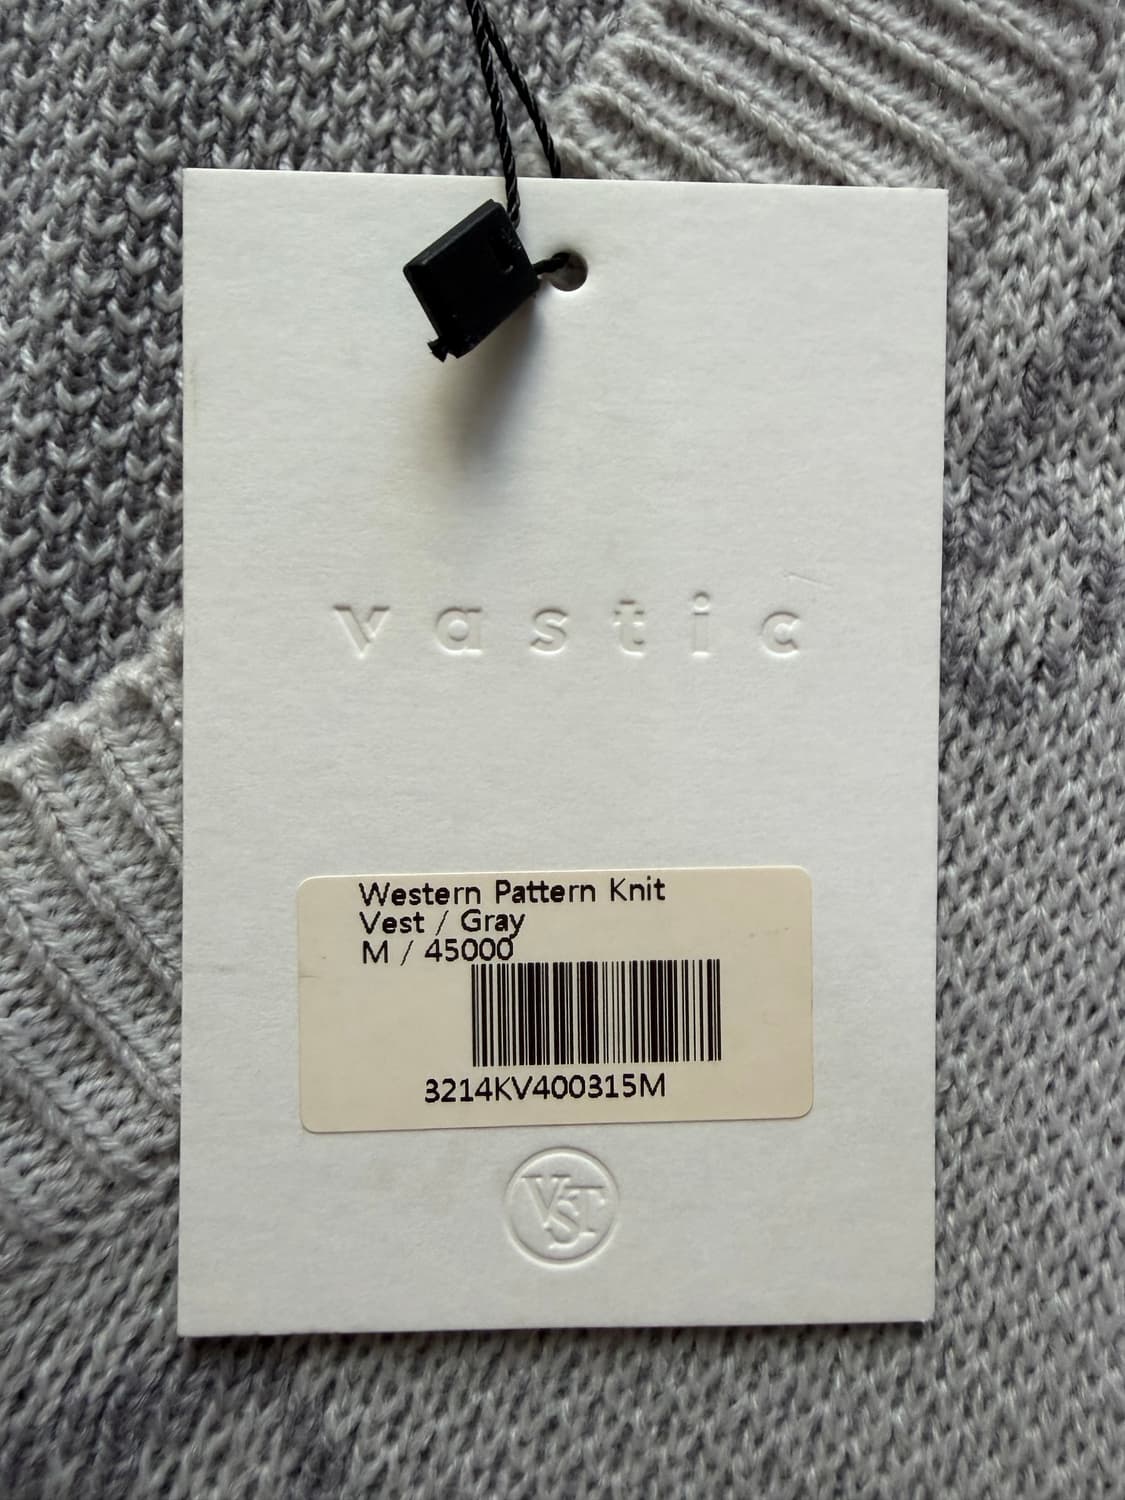 vastic
Western Pattern Knit
Vest / Gray
M / 45000
3214KV400315M
VST